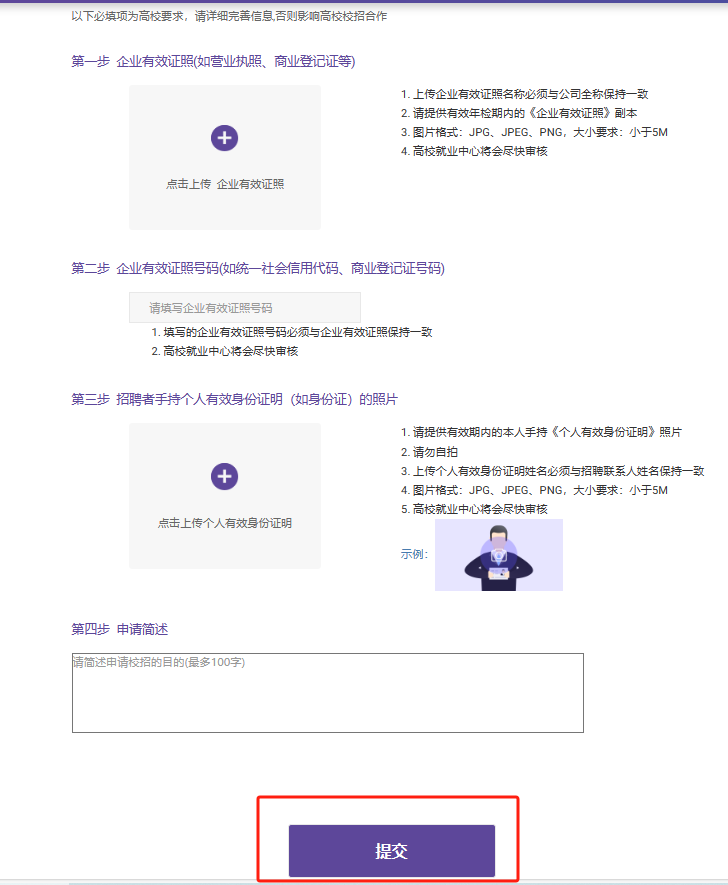 以下必填项为高校要求，请详细完善信息,否则影响高校校招合作
第一步 企业有效证照(如营业执照、商业登记证等)
点击上传 企业有效证照
1. 上传企业有效证照名称必须与公司全称保持一致
2. 请提供有效年检期内的《企业有效证照》副本
3. 图片格式：JPG、JPEG、PNG，大小要求：小于5M
4. 高校就业中心将会尽快审核
第二步 企业有效证照号码(如统一社会信用代码、商业登记证号码)
请填写企业有效证照号码
1. 填写的企业有效证照号码必须与企业有效证照保持一致
2. 高校就业中心将会尽快审核
第三步 招聘者手持个人有效身份证明（如身份证）的照片
点击上传个人有效身份证明
1. 请提供有效期内的本人手持《个人有效身份证明》照片
2. 请勿自拍
3. 上传个人有效身份证明姓名必须与招聘联系人姓名保持一致
4. 图片格式：JPG、JPEG、PNG，大小要求：小于5M
5. 高校就业中心将会尽快审核
示例：
第四步 申请简述
请简述申请校招的目的(最多100字)
提交